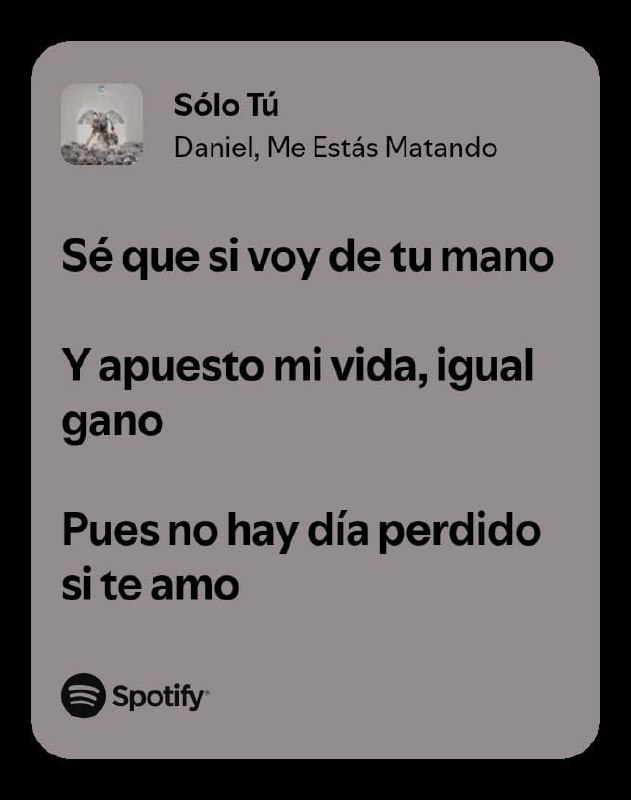 Sólo Tú
Daniel, Me Estás Matando
Sé que si voy de tu mano
Y apuesto mi vida, igual
gano
Pues no hay día perdido
si te amo
Spotify